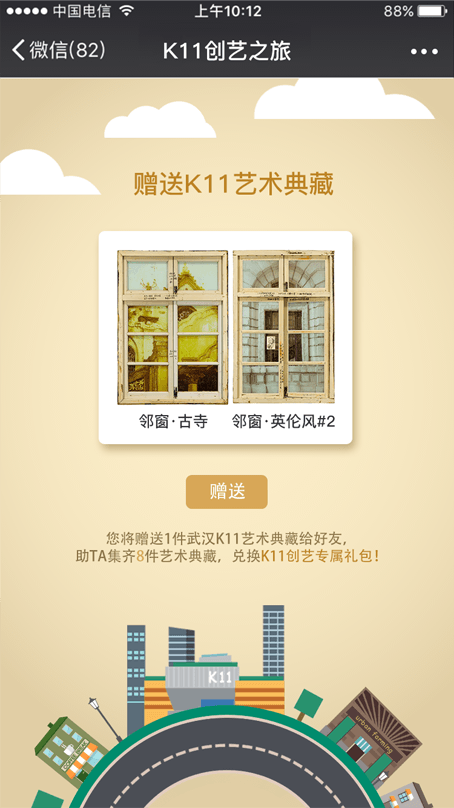 中国电信 上午10:12 88%
微信(82) K11创艺之旅
赠送K11艺术典藏
邻窗·古寺 邻窗·英伦风#2
赠送
您将赠送1件武汉K11艺术典藏给好友,
助TA集齐8件艺术典藏，兑换K11创艺专属礼包!
K11
urban farming